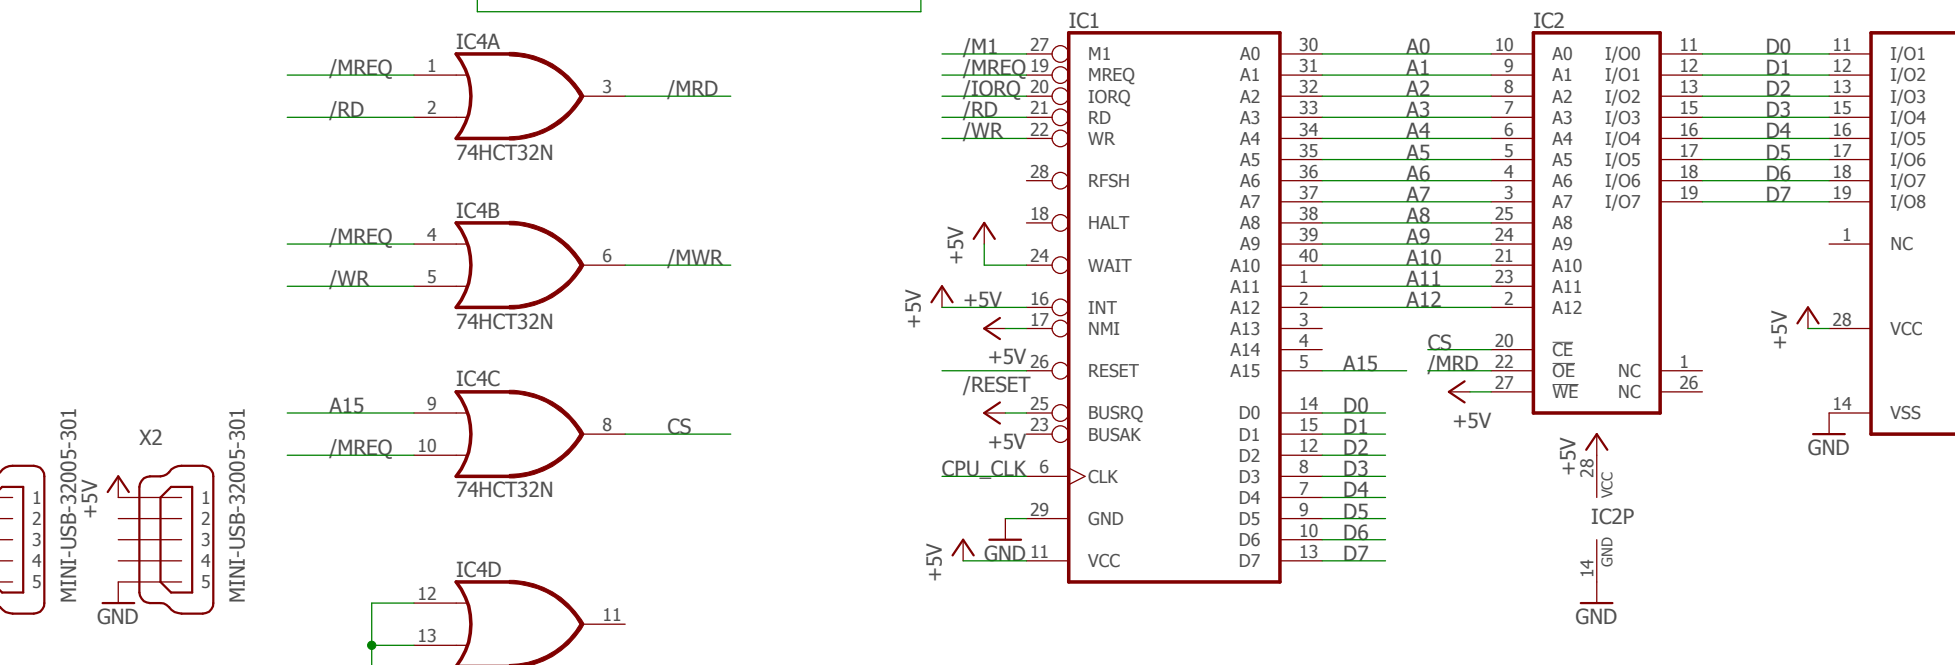 IC4A
/MREQ 1
/RD 2
3 /MRD
74HCT32N
IC4B
/MREQ 4
/WR 5
6 /MWR
74HCT32N
IC4C
A15 9
/MREQ 10
8 CS
74HCT32N
IC4D
12
13
11
MINI-USB-32005-301
X2
+5V
1
2
3
4
5
1
2
3
4
5
GND
MINI-USB-32005-301
IC1
/M1 27 M1
/MREQ 19 MREQ
/IORQ 20 IORQ
/RD 21 RD
/WR 22 WR
28 RFSH
18 HALT
+5V
24 WAIT
+5V
+5V 16 INT
17 NMI
+5V
26 RESET
/RESET
25 BUSRQ
+5V
23 BUSAK
CPU_CLK 6 CLK
29 GND
GND
+5V
11 VCC
A0 30 A0
A1 31 A1
A2 32 A2
A3 33 A3
A4 34 A4
A5 35 A5
A6 36 A6
A7 37 A7
A8 38 A8
A9 39 A9
A10 40 A10
A11 1 A11
A12 2 A12
A13 3
A14 4
A15 5 A15
D0 14 D0
D1 15 D1
D2 12 D2
D3 8 D3
D4 7 D4
D5 9 D5
D6 10 D6
D7 13 D7
IC2
10 A0
9 A1
8 A2
7 A3
6 A4
5 A5
4 A6
3 A7
25 A8
24 A9
21 A10
23 A11
2 A12
CS 20 CE
/MRD 22 OE
27 WE
+5V
I/O0 11 D0
I/O1 12 D1
I/O2 13 D2
I/O3 15 D3
I/O4 16 D4
I/O5 17 D5
I/O6 18 D6
I/O7 19 D7
NC 1
NC 26
+5V
28
VCC
IC2P
14
GND
GND
11 I/O1
12 I/O2
13 I/O3
15 I/O4
16 I/O5
17 I/O6
18 I/O7
19 I/O8
1 NC
+5V
28 VCC
14 VSS
GND